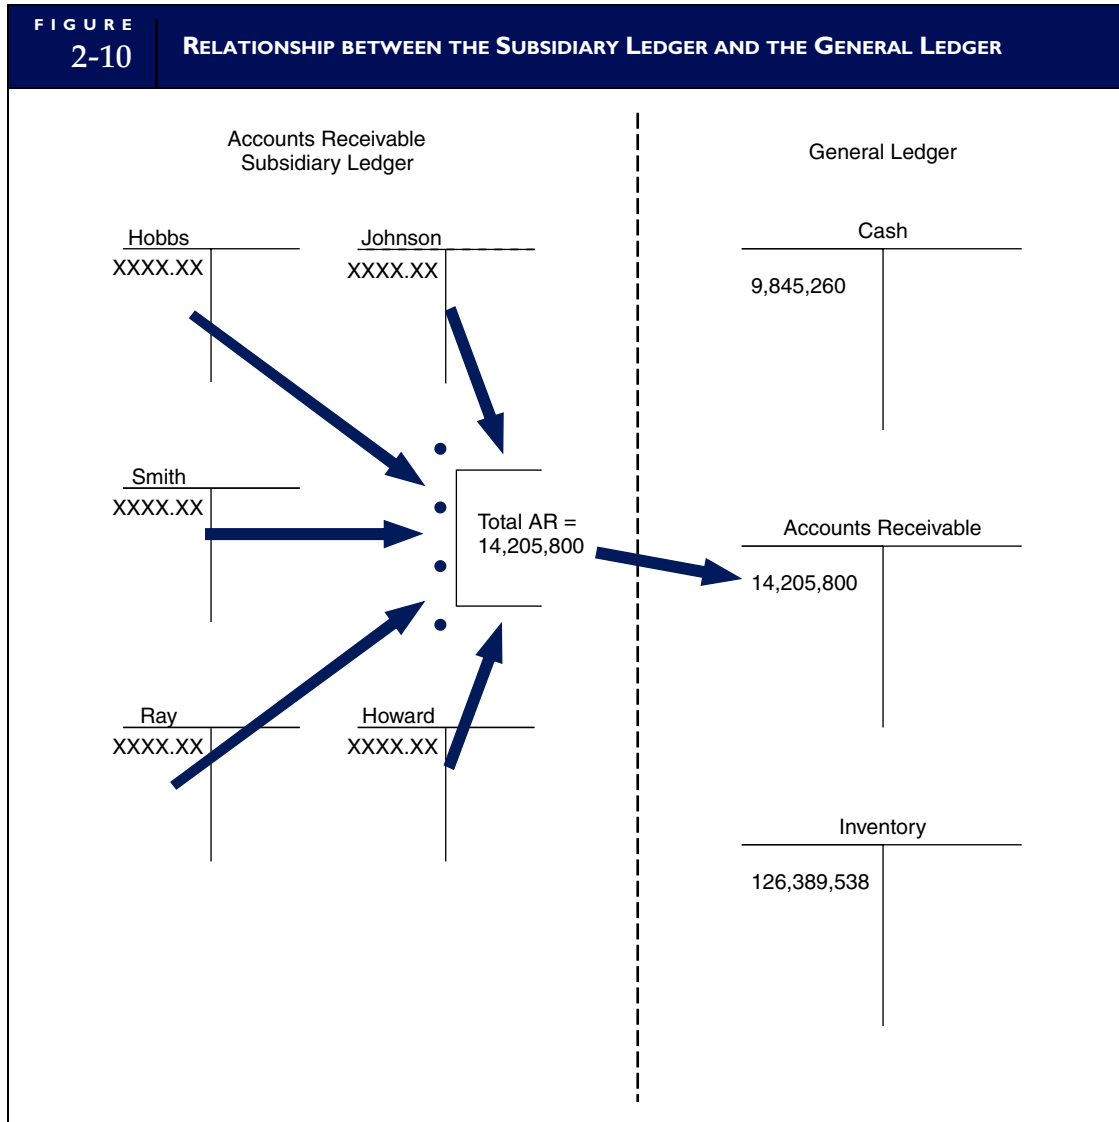 FIGURE
2-10
RELATIONSHIP BETWEEN THE SUBSIDIARY LEDGER AND THE GENERAL LEDGER
Accounts Receivable
Subsidiary Ledger
Hobbs
XXXX.XX
Johnson
XXXX.XX
Smith
XXXX.XX
Total AR =
14,205,800
Ray
XXXX.XX
Howard
XXXX.XX
General Ledger
Cash
9,845,260
Accounts Receivable
14,205,800
Inventory
126,389,538